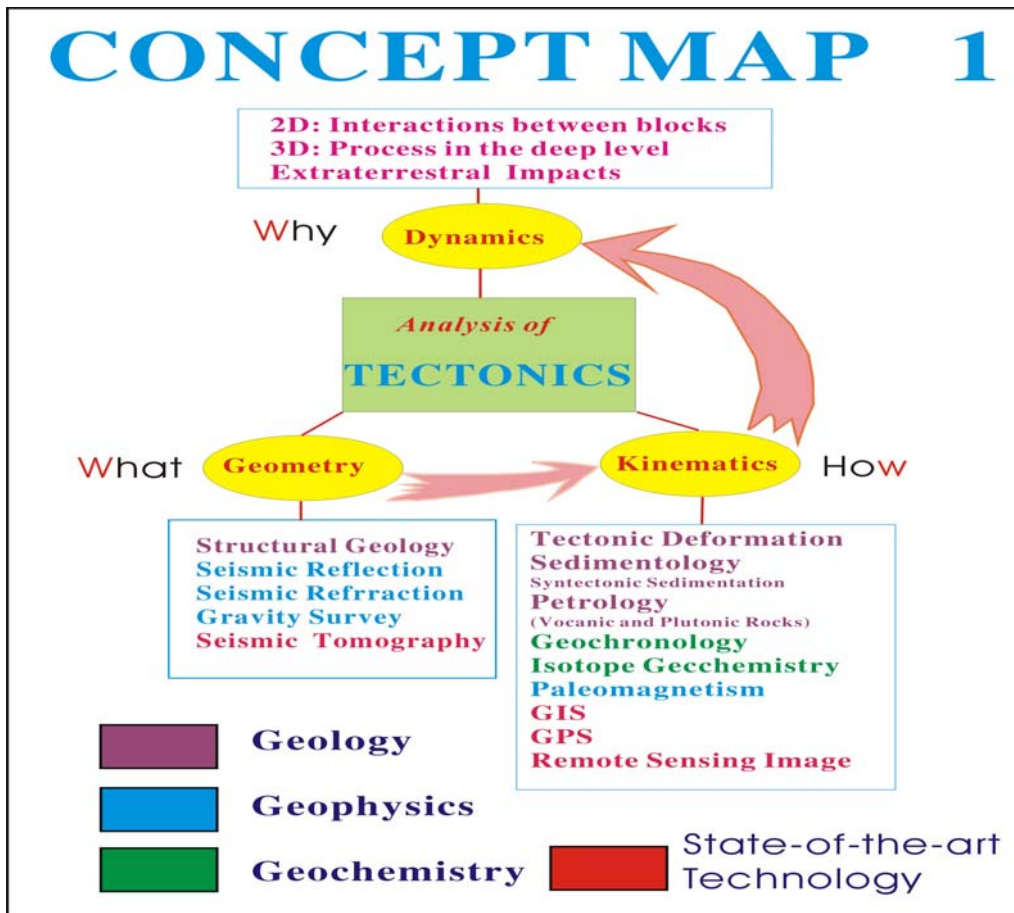 CONCEPT MAP 1
2D: Interactions between blocks
3D: Process in the deep level
Extraterrestral Impacts
Why
Dynamics
Analysis of
TECTONICS
What
Geometry
Kinematics
How
Structural Geology
Seismic Reflection
Seismic Refrraction
Gravity Survey
Seismic Tomography
Tectonic Deformation
Sedimentology
Syntectonic Sedimentation
Petrology
(Vocanic and Plutonic Rocks)
Geochronology
Isotope Gecchemistry
Paleomagnetism
GIS
GPS
Remote Sensing Image
Geology
Geophysics
Geochemistry
State-of-the-art
Technology